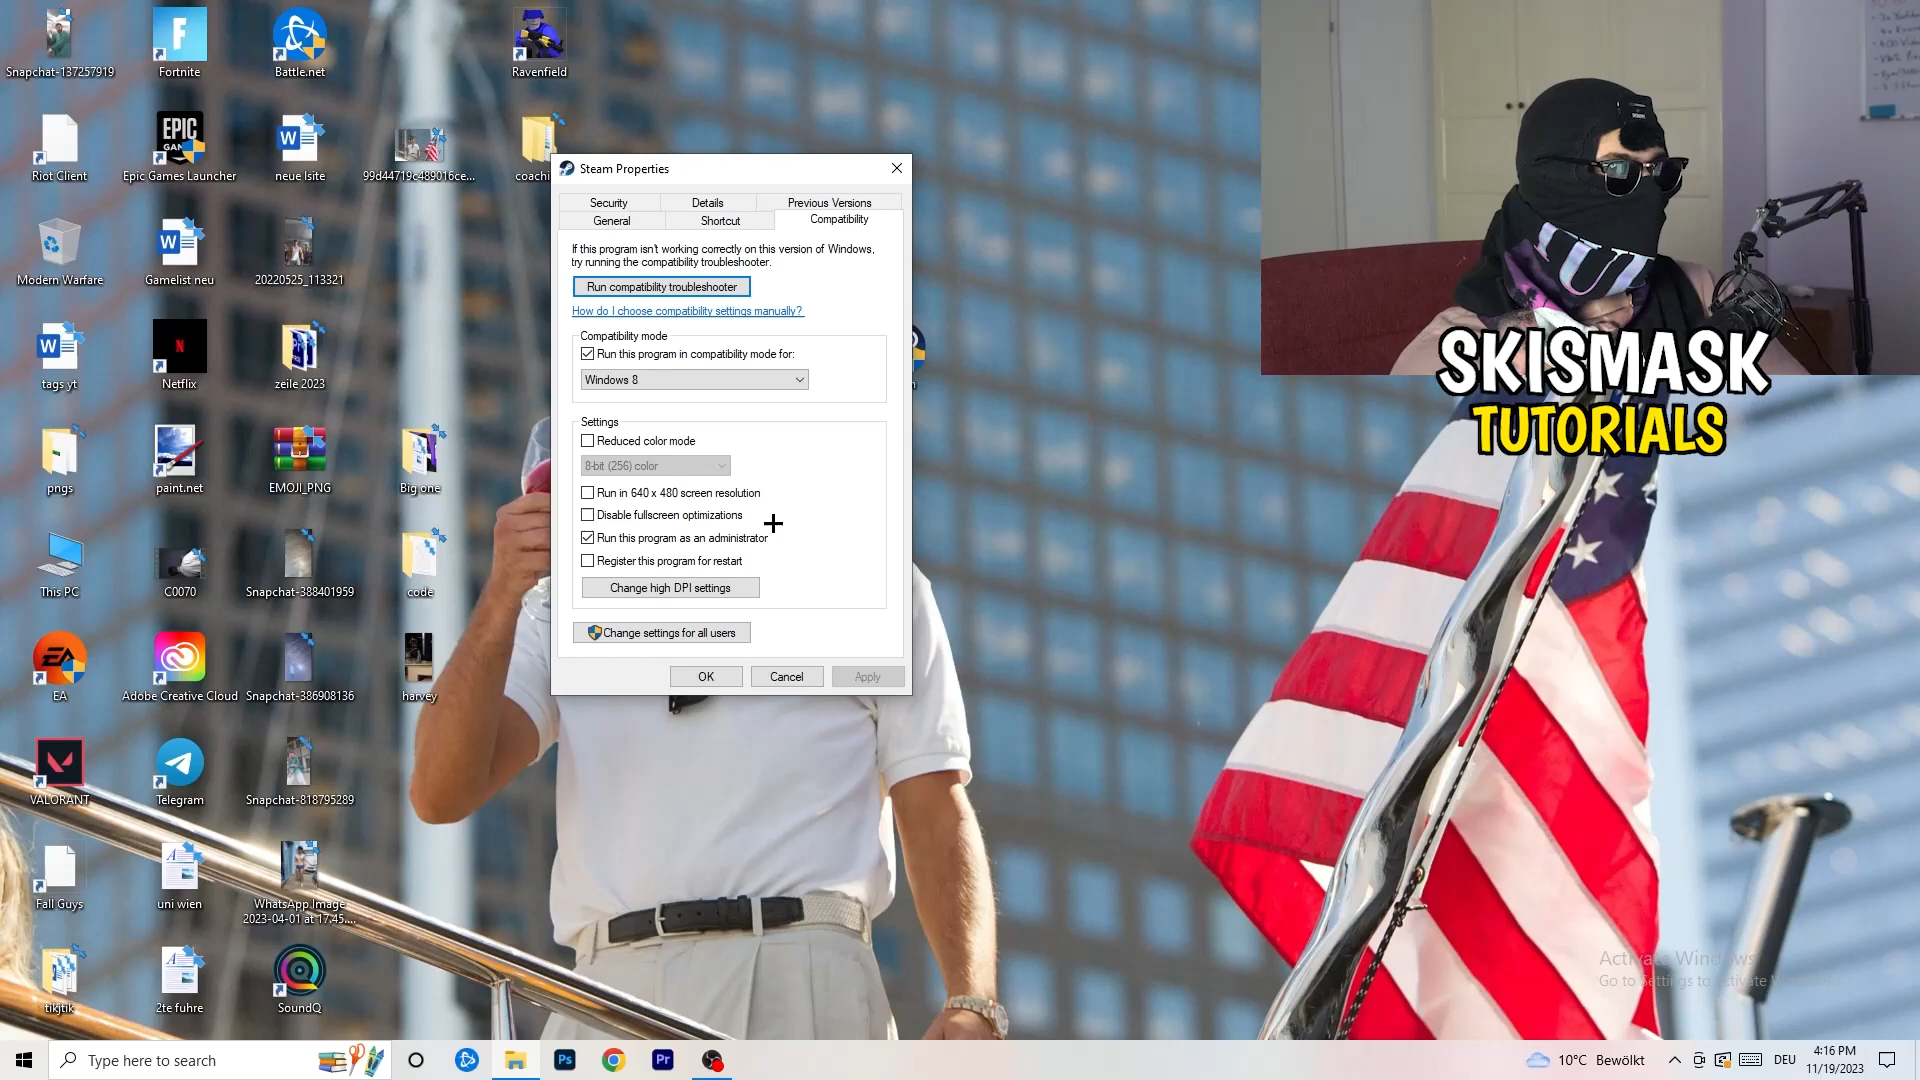 Snapchat-137257919
Fortnite
Battle.net
Ravenfield
Riot Client
EPIC
Epic Games Launcher
neue lsite
99d44719c489016ce...
coachi
Modern Warfare
Gamelist neu
20220525_113321
tags yt
Netflix
zeile 2023
pngs
paint.net
EMOJI_PNG
Big one
This PC
C0070
Snapchat-388401959
code
EA
Adobe Creative Cloud
Snapchat-386908136
harvey
VALORANT
Telegram
Snapchat-818795289
Fall Guys
uni wien
WhatsApp Image
2023-04-01 at 17.45....
tikjtik
2te fuhre
SoundQ
Steam Properties
Security
Details
Previous Versions
General
Shortcut
Compatibility
If this program isn't working correctly on this version of Windows,
try running the compatibility troubleshooter.
Run compatibility troubleshooter
How do I choose compatibility settings manually?
Compatibility mode
Run this program in compatibility mode for:
Windows 8
Settings
Reduced color mode
8-bit (256) color
Run in 640 x 480 screen resolution
Disable fullscreen optimizations
Run this program as an administrator
Register this program for restart
Change high DPI settings
Change settings for all users
OK
Cancel
Apply
SKISMASK
TUTORIALS
Activate Windows
Go to Settings to activate
Type here to search
Ps
Pr
10°C Bewölkt
DEU
4:16 PM
11/19/2023